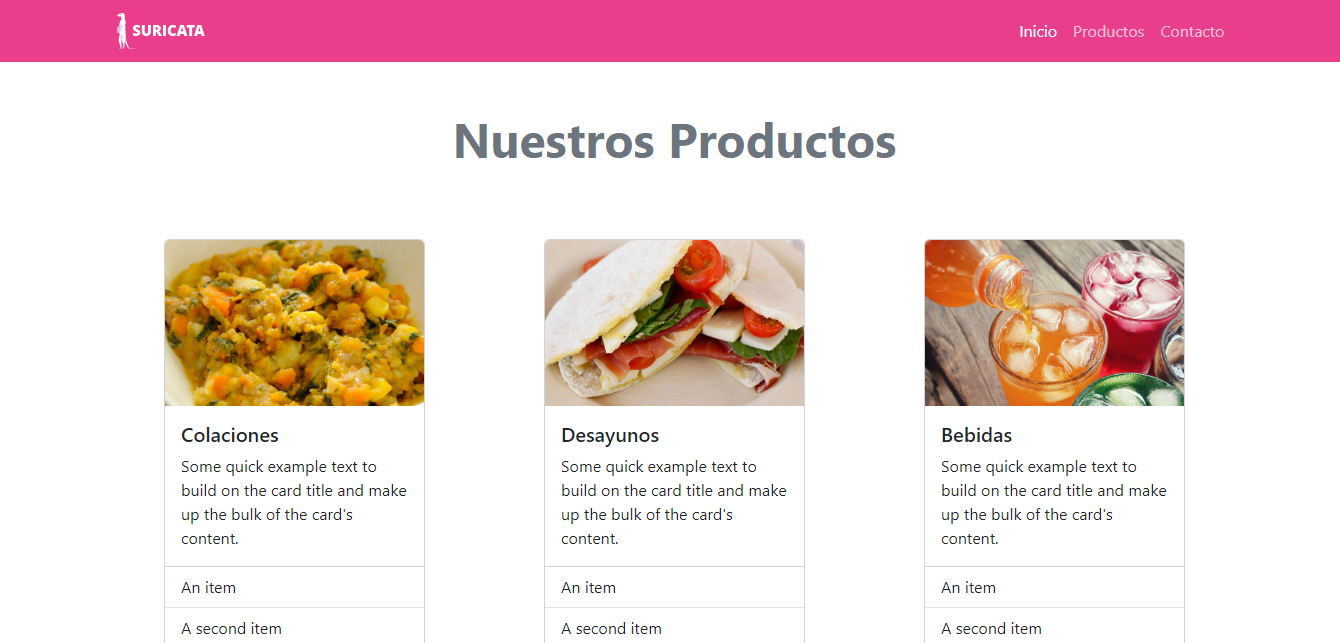 SURICATA
Inicio Productos Contacto
Nuestros Productos
Colaciones
Some quick example text to
build on the card title and make
up the bulk of the card's
content.
An item
A second item
Desayunos
Some quick example text to
build on the card title and make
up the bulk of the card's
content.
An item
A second item
Bebidas
Some quick example text to
build on the card title and make
up the bulk of the card's
content.
An item
A second item